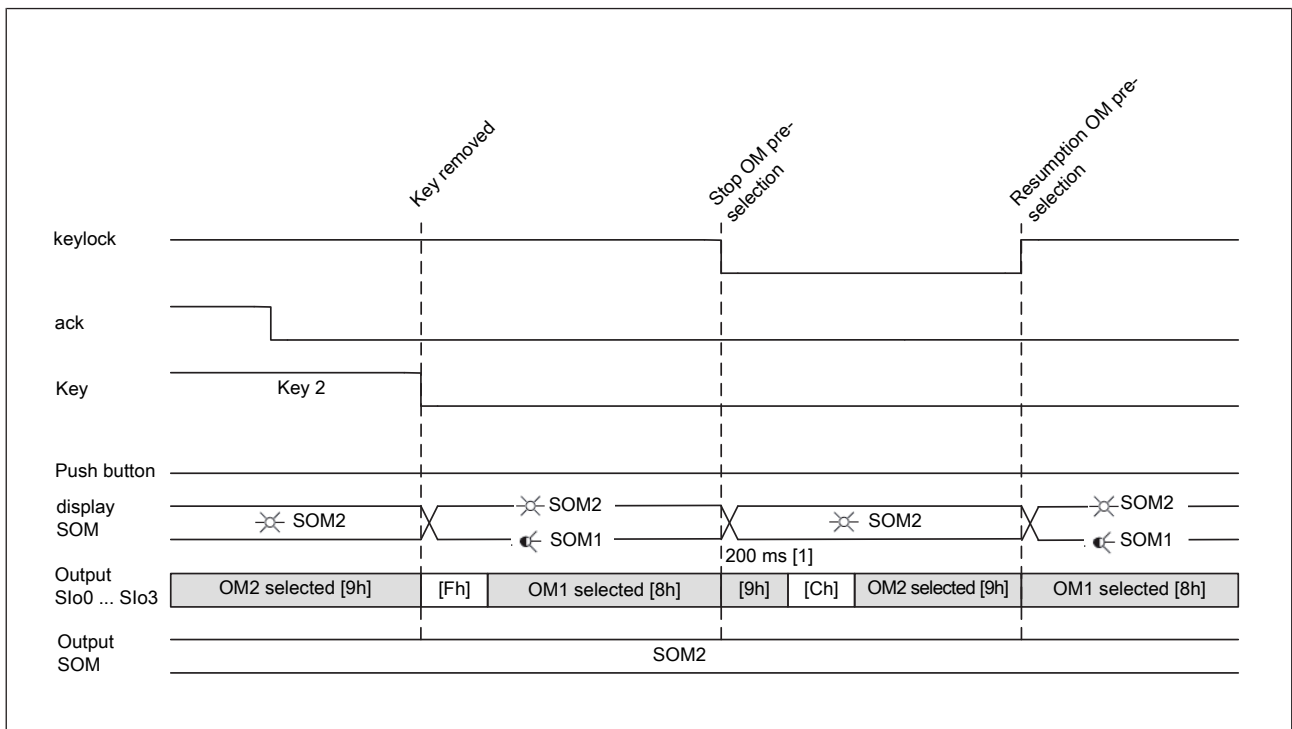 Key removed
Stop OM pre-
selection
Resumption OM pre-
selection
keylock
ack
Key
Key 2
Push button
display
SOM
SOM2
SOM2
SOM1
SOM2
SOM2
SOM1
200 ms [1]
Output
SIo0 ... SIo3
OM2 selected [9h]
[Fh]
OM1 selected [8h]
[9h]
[Ch]
OM2 selected [9h]
OM1 selected [8h]
Output
SOM
SOM2